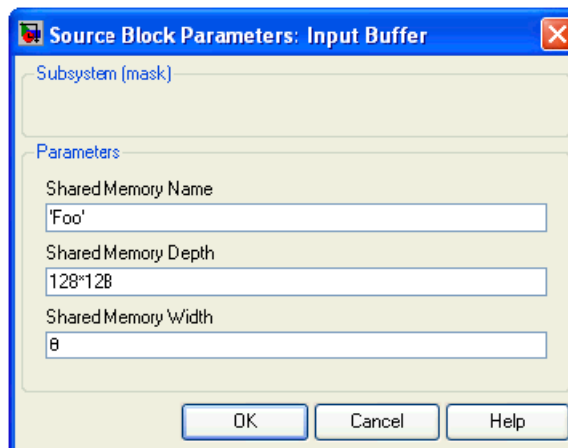 Source Block Parameters: Input Buffer
Subsystem (mask)
Parameters
Shared Memory Name
'Foo'
Shared Memory Depth
128*128
Shared Memory Width
8
OK
Cancel
Help